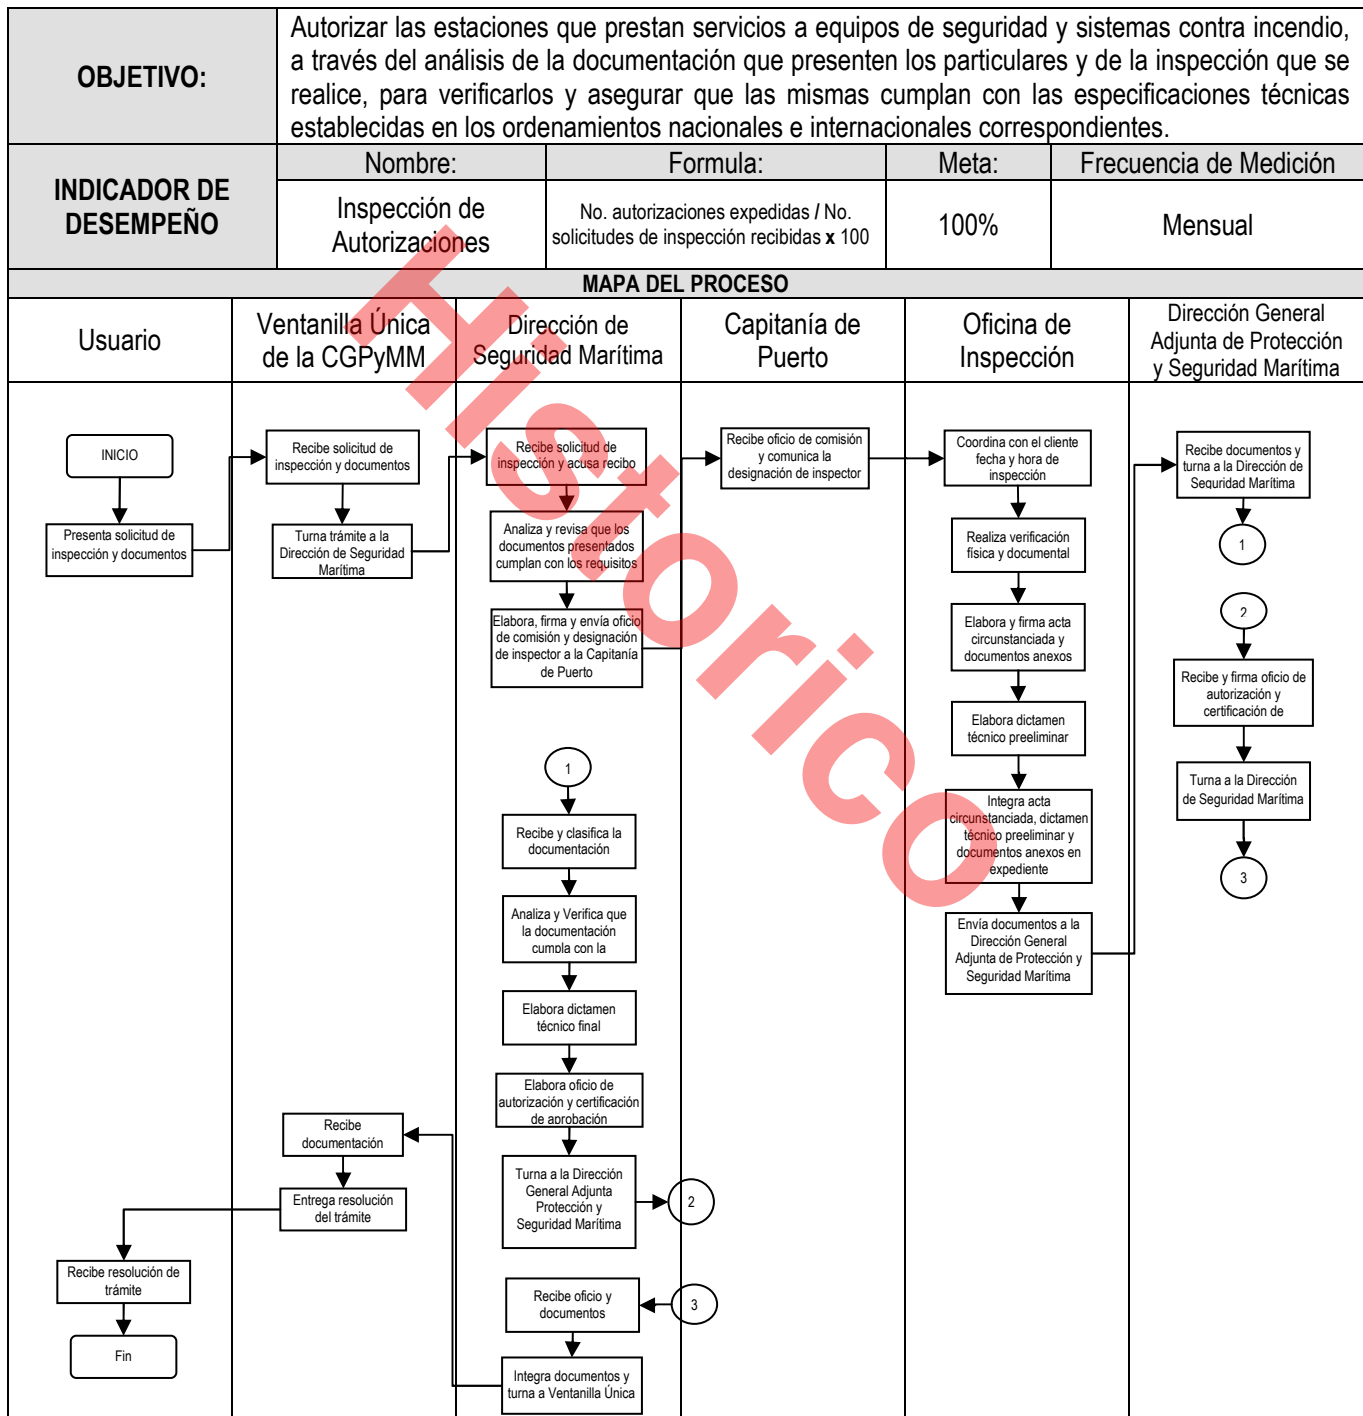 OBJETIVO:
Autorizar las estaciones que prestan servicios a equipos de seguridad y sistemas contra incendio,
a través del análisis de la documentación que presenten los particulares y de la inspección que se
realice, para verificarlos y asegurar que las mismas cumplan con las especificaciones técnicas
establecidas en los ordenamientos nacionales e internacionales correspondientes.
INDICADOR DE
DESEMPEÑO
Nombre:
Formula:
Meta:
Frecuencia de Medición
Inspección de
Autorizaciones
No. autorizaciones expedidas / No.
solicitudes de inspección recibidas x 100
100%
Mensual
MAPA DEL PROCESO
Usuario
Ventanilla Única
de la CGPyMM
Dirección de
Seguridad Marítima
Capitanía de
Puerto
Oficina de
Inspección
Dirección General
Adjunta de Protección
y Seguridad Marítima
INICIO
Presenta solicitud de
inspección y documentos
Recibe solicitud de
inspección y documentos
Turna trámite a la
Dirección de Seguridad
Marítima
Recibe solicitud de
inspección y acusa recibo
Analiza y revisa que los
documentos presentados
cumplan con los requisitos
Elabora, firma y envía oficio
de comisión y designación
de inspector a la Capitanía
de Puerto
Recibe oficio de comisión
y comunica la
designación de inspector
Coordina con el cliente
fecha y hora de
inspección
Realiza verificación
física y documental
Elabora y firma acta
circunstanciada y
documentos anexos
Elabora dictamen
técnico preeliminar
Integra acta
circunstanciada, dictamen
técnico preeliminar y
documentos anexos en
expediente
Envía documentos a la
Dirección General
Adjunta de Protección y
Seguridad Marítima
Recibe documentos y
turna a la Dirección de
Seguridad Marítima
1
2
Recibe y firma oficio de
autorización y
certificación de
Turna a la Dirección
de Seguridad Marítima
3
1
Recibe y clasifica la
documentación
Analiza y Verifica que
la documentación
cumpla con la
Elabora dictamen
técnico final
Elabora oficio de
autorización y certificación
de aprobación
Turna a la Dirección
General Adjunta
Protección y
Seguridad Marítima
2
3
Recibe oficio y
documentos
Integra documentos y
turna a Ventanilla Única
Recibe
documentación
Entrega resolución
del trámite
Recibe resolución de
trámite
Fin
Historico